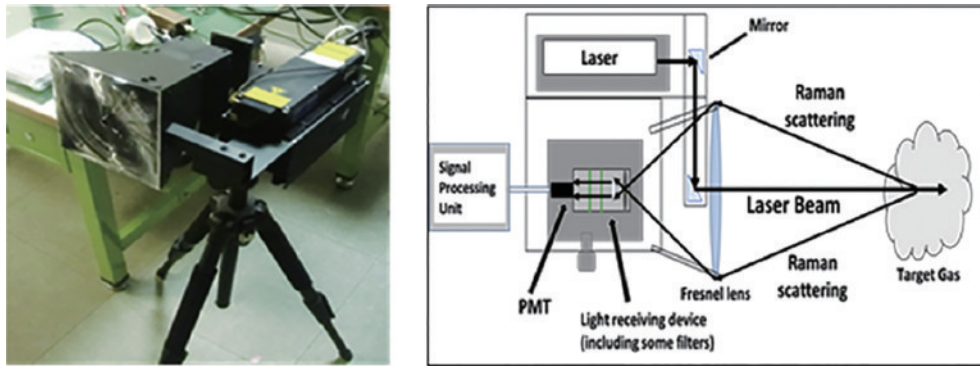 Laser
Mirror
Raman
scattering
Signal
Processing
Unit
Laser Beam
PMT
Light receiving device
(including some filters)
Fresnel lens
Raman
scattering
Target Gas